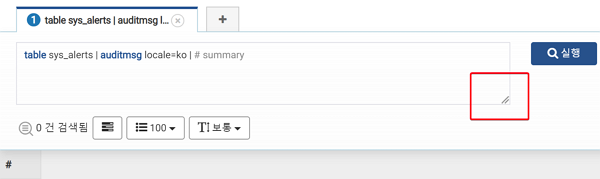 1 table sys_alerts | auditmsg l... × +
table sys_alerts | auditmsg locale=ko | # summary
실행
0 건 검색됨 100 T 보통
#